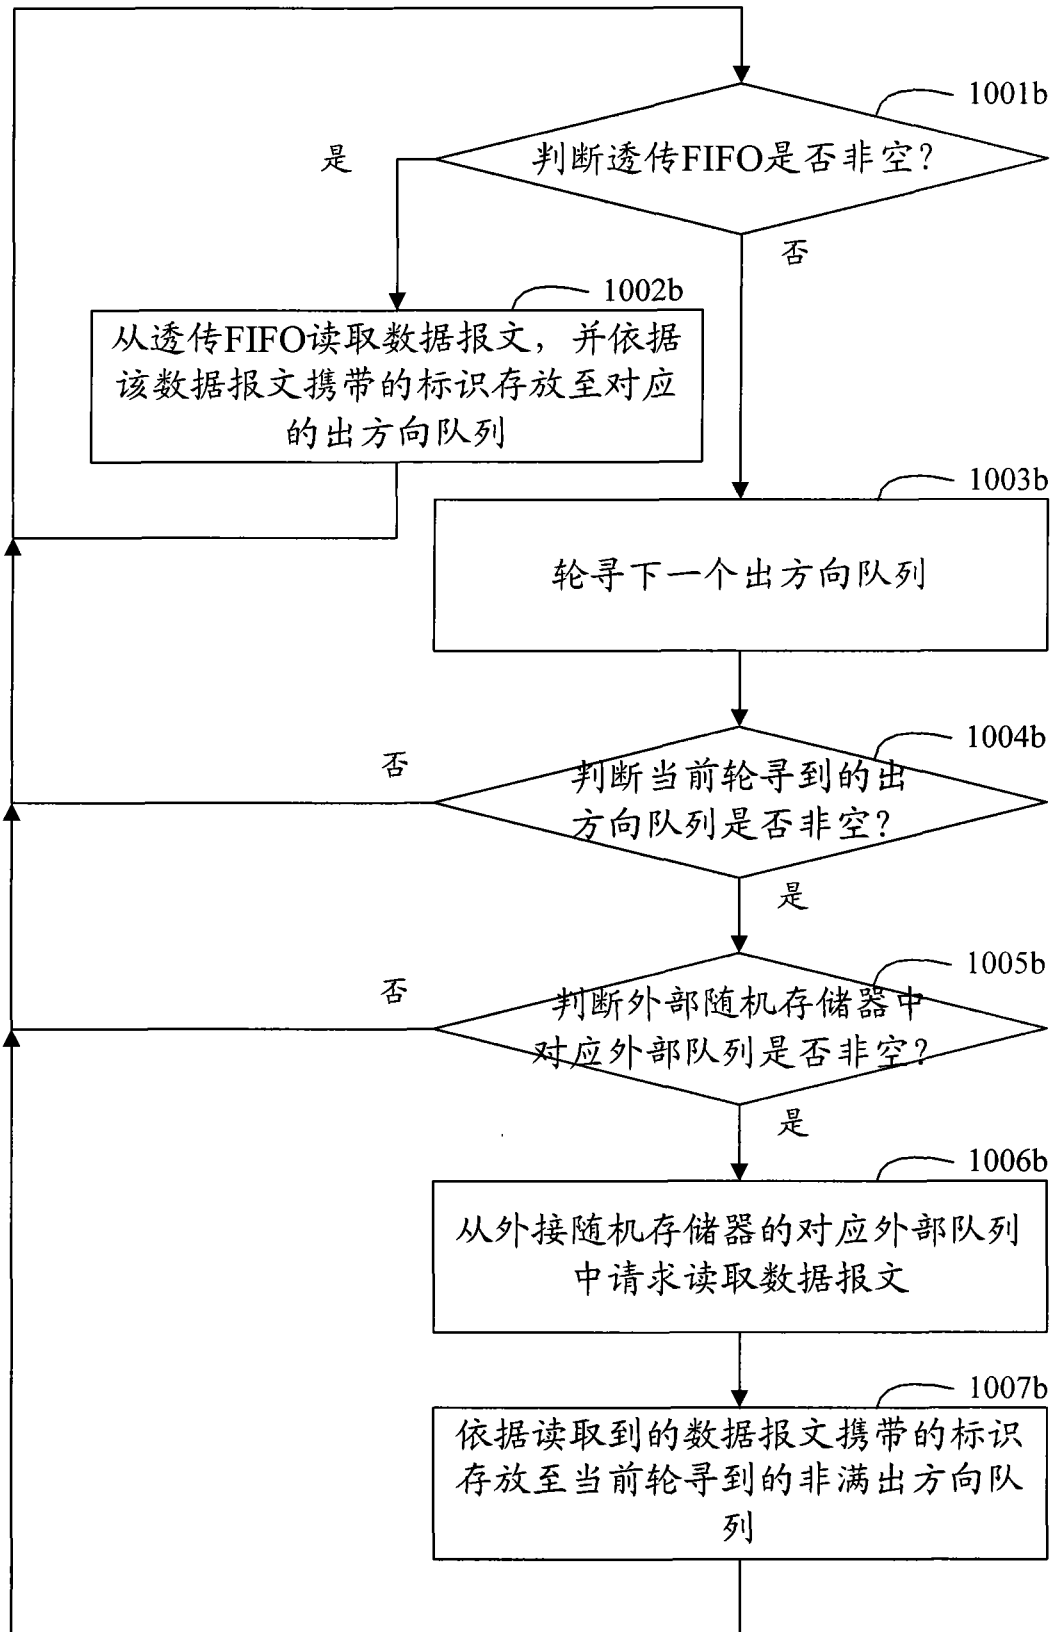 1001b
判断透传FIFO是否非空?
是
否
1002b
从透传FIFO读取数据报文，并依据
该数据报文携带的标识存放至对应
的出方向队列
1003b
轮寻下一个出方向队列
1004b
否
判断当前轮寻到的出
方向队列是否非空?
是
1005b
否
判断外部随机存储器中
对应外部队列是否非空?
是
1006b
从外接随机存储器的对应外部队列
中请求读取数据报文
1007b
依据读取到的数据报文携带的标识
存放至当前轮寻到的非满出方向队
列